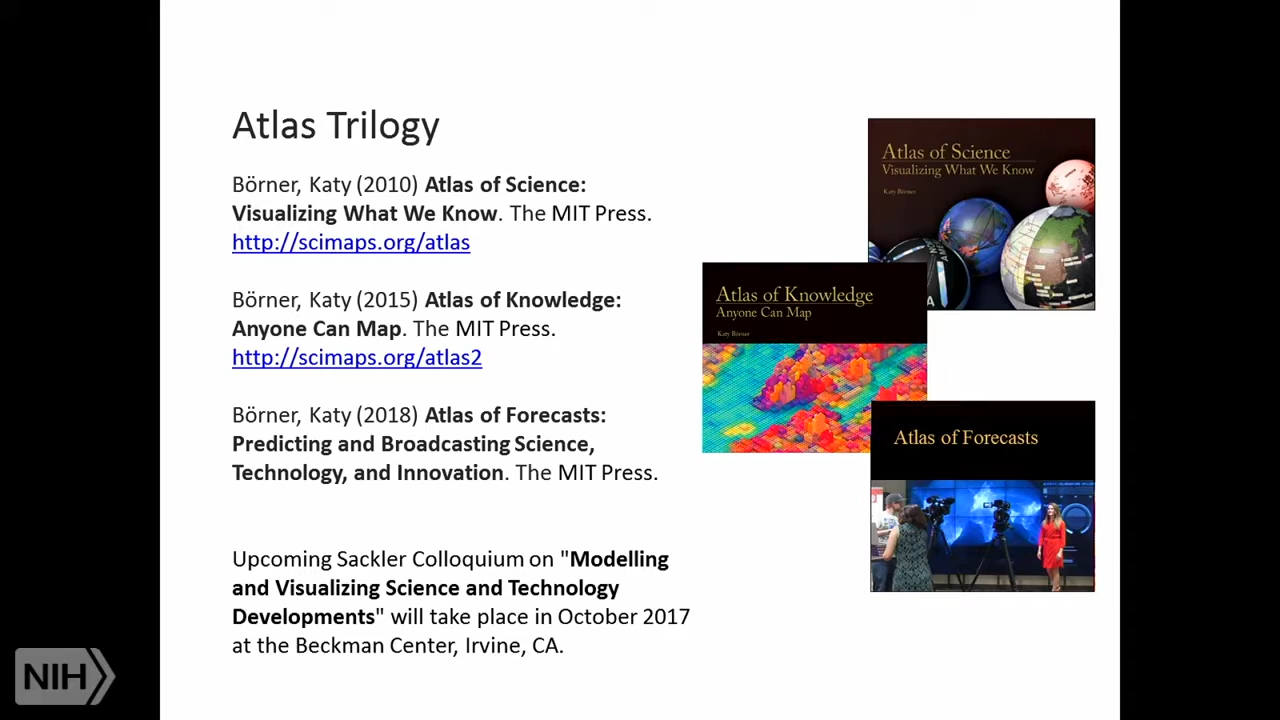 Atlas Trilogy
Börner, Katy (2010) Atlas of Science:
Visualizing What We Know. The MIT Press.
http://scimaps.org/atlas
Börner, Katy (2015) Atlas of Knowledge:
Anyone Can Map. The MIT Press.
http://scimaps.org/atlas2
Börner, Katy (2018) Atlas of Forecasts:
Predicting and Broadcasting Science,
Technology, and Innovation. The MIT Press.
Upcoming Sackler Colloquium on "Modelling
and Visualizing Science and Technology
Developments" will take place in October 2017
at the Beckman Center, Irvine, CA.
Atlas of Science
Visualizing What We Know
Katy Börner
Atlas of Knowledge
Anyone Can Map
Katy Börner
Atlas of Forecasts
NIH